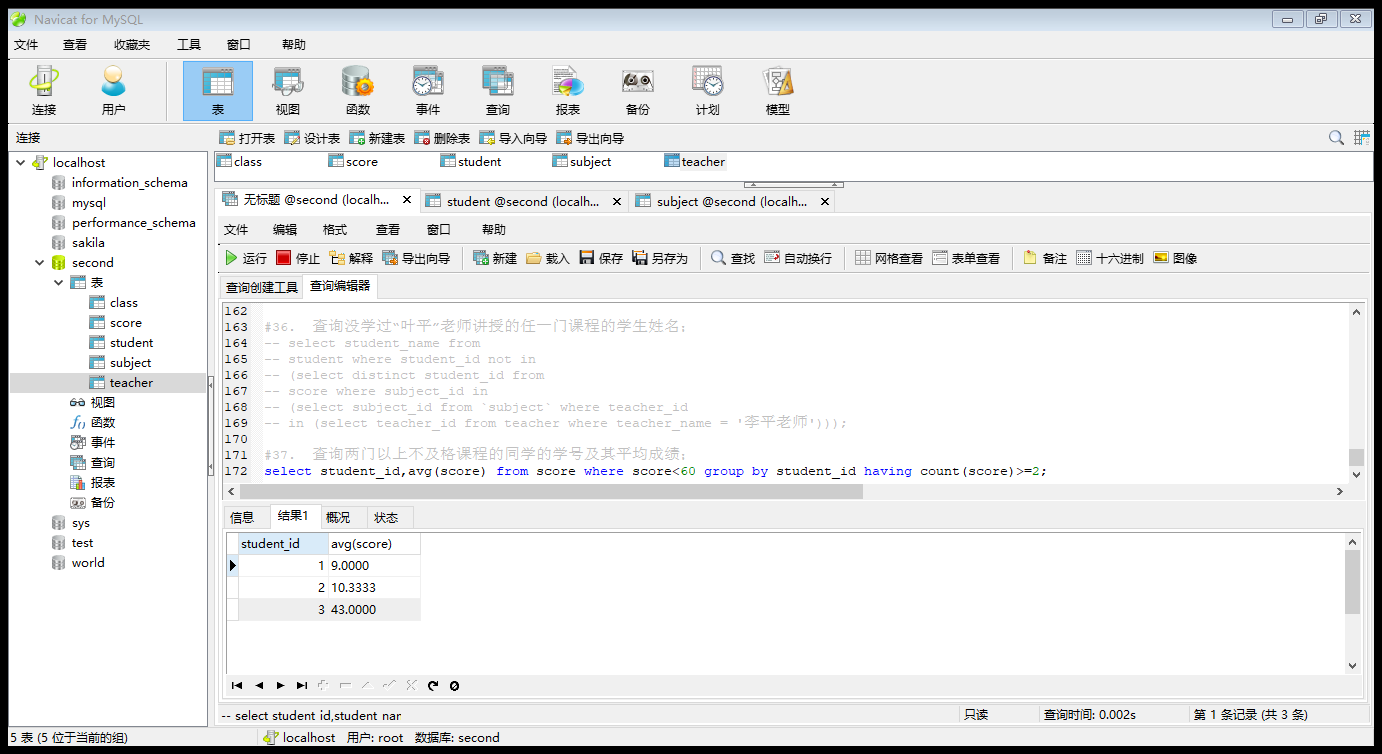 Navicat for MySQL
文件 查看 收藏夹 工具 窗口 帮助
连接 用户 表 视图 函数 事件 查询 报表 备份 计划 模型
连接 打开表 设计表 新建表 删除表 导入向导 导出向导
class score student subject teacher
localhost
information_schema
mysql
performance_schema
sakila
second
表
class
score
student
subject
teacher
视图
函数
事件
查询
报表
备份
sys
test
world
无标题 @second (localh... student @second (localh... subject @second (localh...
文件 编辑 格式 查看 窗口 帮助
运行 停止 解释 导出向导 新建 载入 保存 另存为 查找 自动换行 网格查看 表单查看 备注 十六进制 图像
查询创建工具 查询编辑器
162
163 #36. 查询没学过“叶平”老师讲授的任一门课程的学生姓名;
164 -- select student_name from
165 -- student where student_id not in
166 -- (select distinct student_id from
167 -- score where subject_id in
168 -- (select subject_id from `subject` where teacher_id
169 -- in (select teacher_id from teacher where teacher_name = '李平老师')));
170
171 #37. 查询两门以上不及格课程的同学的学号及其平均成绩;
172 select student_id,avg(score) from score where score<60 group by student_id having count(score)>=2;
信息 结果1 概况 状态
student_id avg(score)
1 9.0000
2 10.3333
3 43.0000
-- select student id,student nar 只读 查询时间: 0.002s 第 1 条记录 (共 3 条)
5 表 (5 位于当前的组) localhost 用户: root 数据库: second